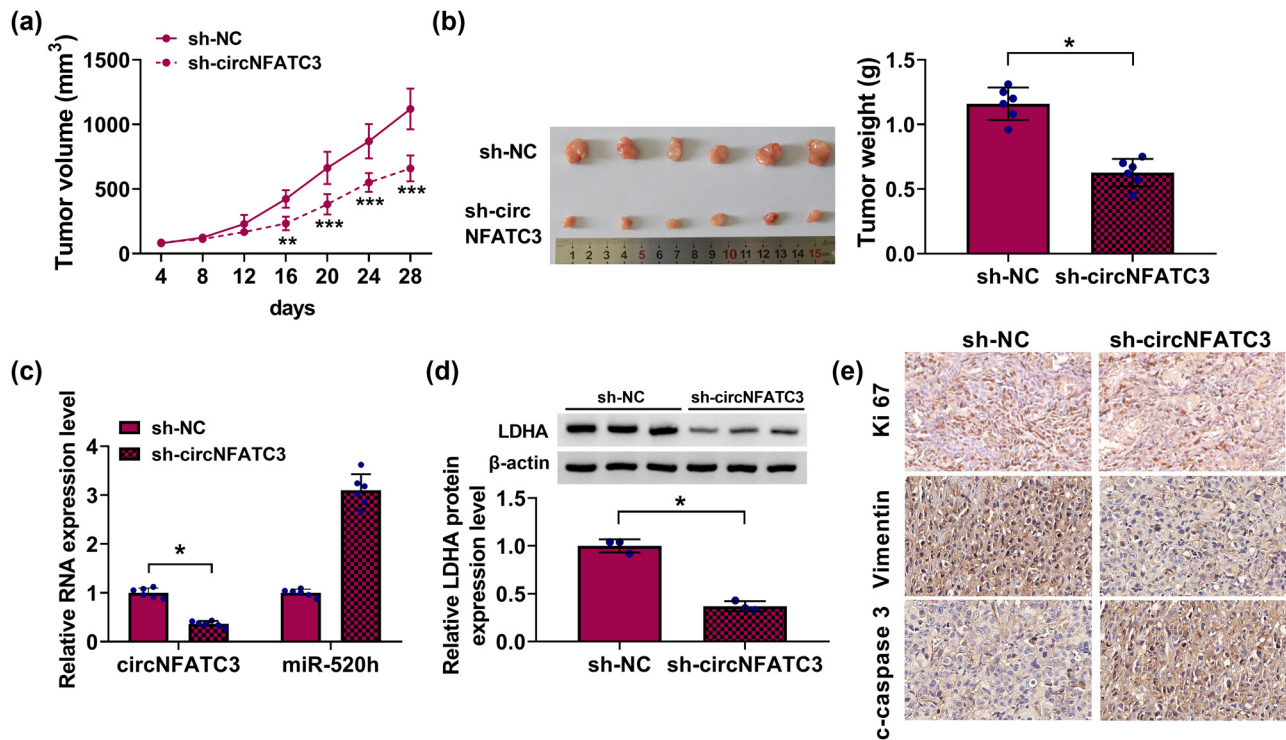 (a)
sh-NC
sh-circNFATC3
Tumor volume (mm³)
1500
1000
500
0
4 8 12 16 20 24 28
** *** *** ***
days
(b)
sh-NC
sh-circ
NFATC3
1 2 3 4 5 6 7 8 9 10 11 12 13 14 15
Tumor weight (g)
1.5
1.0
0.5
0.0
*
sh-NC sh-circNFATC3
(c)
Relative RNA expression level
sh-NC
sh-circNFATC3
4
3
2
1
0
*
circNFATC3 miR-520h
(d)
sh-NC sh-circNFATC3
LDHA
β-actin
Relative LDHA protein
expression level
1.0
0.5
0.0
*
sh-NC sh-circNFATC3
(e)
sh-NC sh-circNFATC3
Ki 67
Vimentin
c-caspase 3